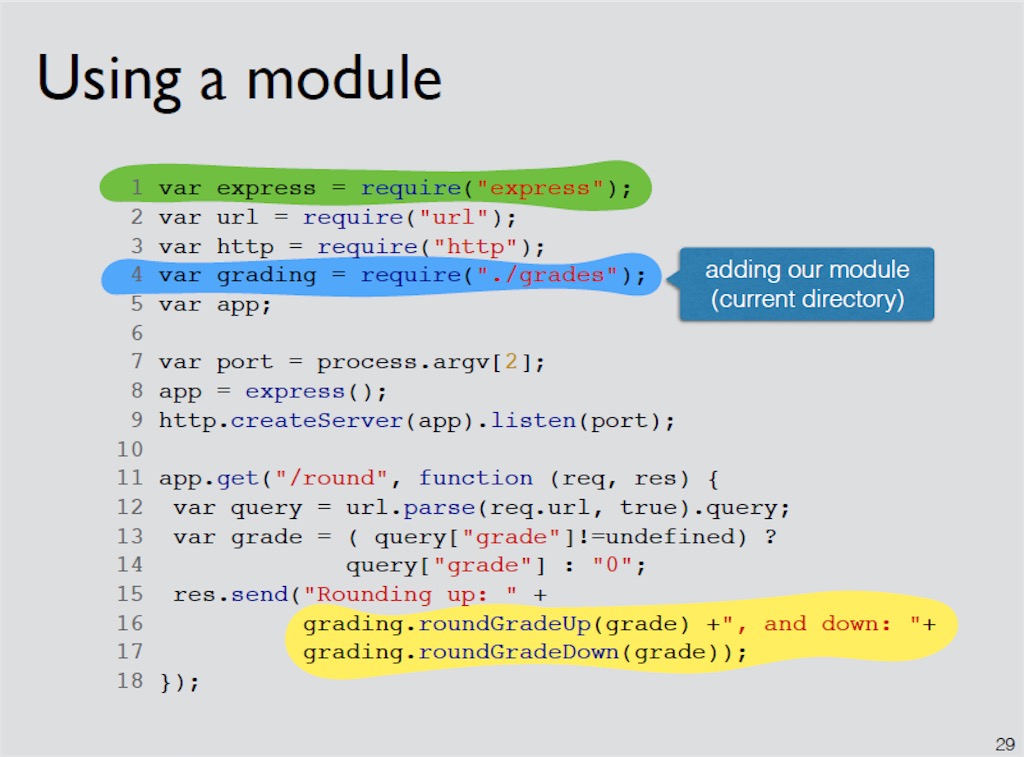 Using a module
1 var express = require("express");
2 var url = require("url");
3 var http = require("http");
4 var grading = require("./grades");
adding our module
(current directory)
5 var app;
6
7 var port = process.argv[2];
8 app = express();
9 http.createServer(app).listen(port);
10
11 app.get("/round", function (req, res) {
12  var query = url.parse(req.url, true).query;
13  var grade = ( query["grade"]!=undefined) ?
14             query["grade"] : "0";
15  res.send("Rounding up: " +
16          grading.roundGradeUp(grade) +", and down: "+
17          grading.roundGradeDown(grade));
18 });
29